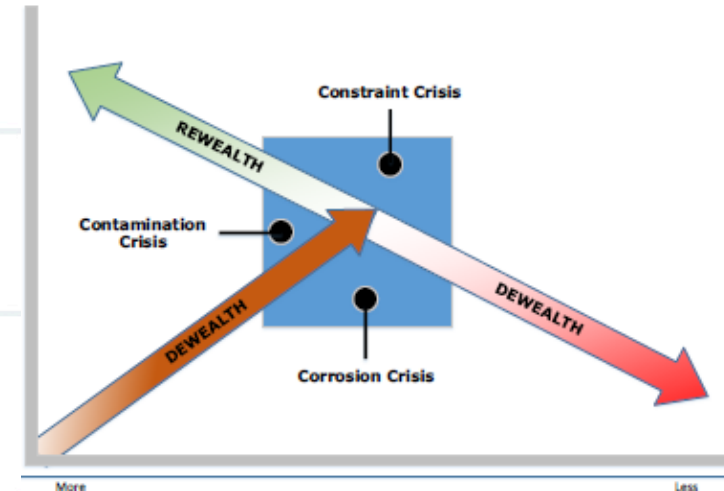 Constraint Crisis
REWEALTH
Contamination
Crisis
DEWEALTH
DEWEALTH
Corrosion Crisis
More
Less